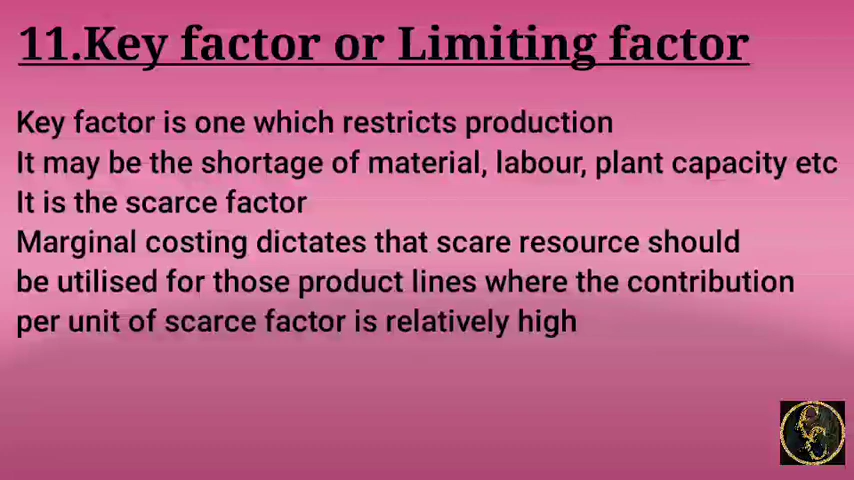 11.Key factor or Limiting factor
Key factor is one which restricts production
It may be the shortage of material, labour, plant capacity etc
It is the scarce factor
Marginal costing dictates that scare resource should
be utilised for those product lines where the contribution
per unit of scarce factor is relatively high